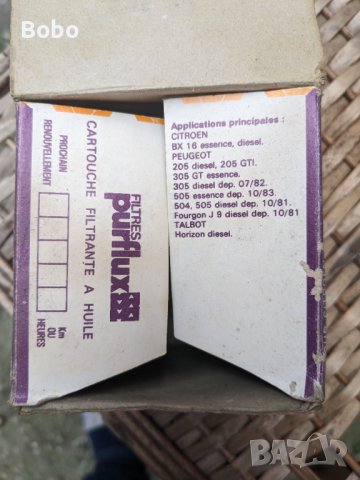 Bobo
FILTRES
purflux
CARTOUCHE FILTRANTE A HUILE
PROCHAIN
RENOUVELLEMENT
Km
OU
HEURES
Applications principales :
CITROEN
BX 16 essence, diesel.
PEUGEOT
205 diesel, 205 GTI.
305 GT essence.
305 diesel dep. 07/82.
505 essence dep. 10/83.
504, 505 diesel dep. 10/81.
Fourgon J 9 diesel dep. 10/81
TALBOT
Horizon diesel.
BAZAR